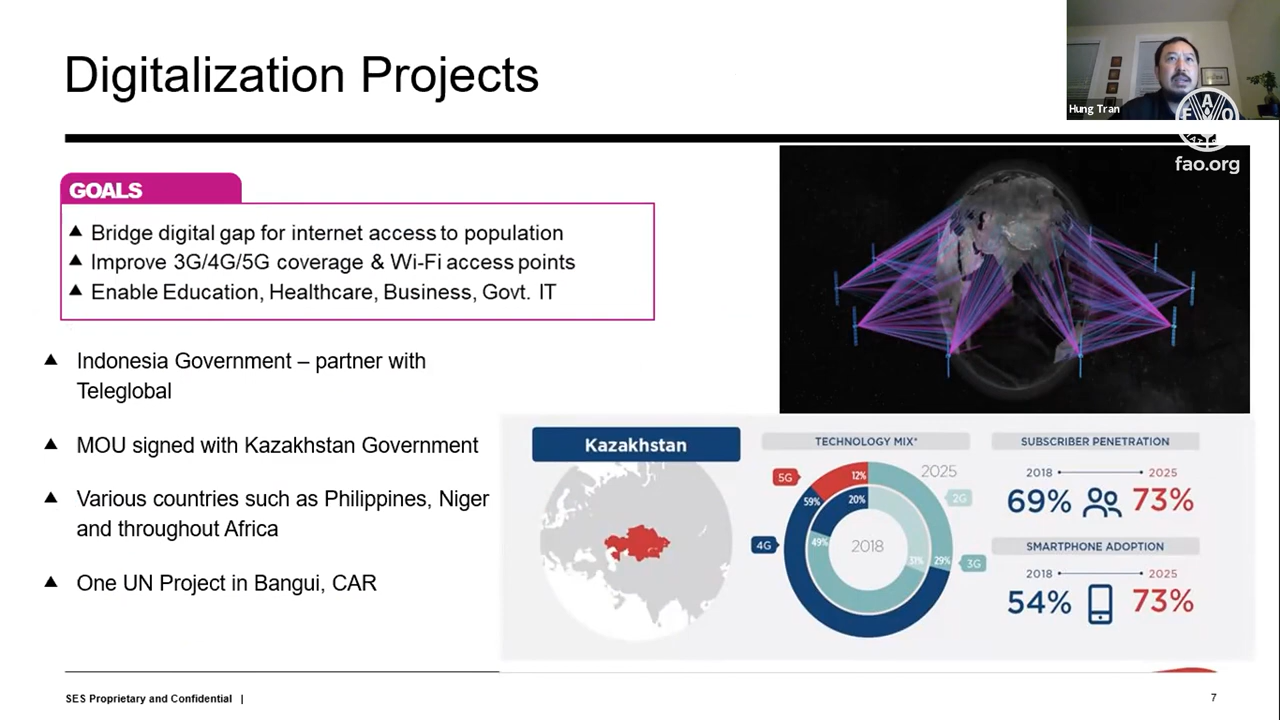 Digitalization Projects
Hung Tran
FAO
fao.org
GOALS
▲ Bridge digital gap for internet access to population
▲ Improve 3G/4G/5G coverage & Wi-Fi access points
▲ Enable Education, Healthcare, Business, Govt. IT
▲ Indonesia Government – partner with
Teleglobal
▲ MOU signed with Kazakhstan Government
▲ Various countries such as Philippines, Niger
and throughout Africa
▲ One UN Project in Bangui, CAR
Kazakhstan
TECHNOLOGY MIX*
2025
5G
12%
59%
20%
2G
4G
49%
2018
31%
29%
3G
SUBSCRIBER PENETRATION
2018 2025
69% 73%
SMARTPHONE ADOPTION
2018 2025
54% 73%
SES Proprietary and Confidential |
7